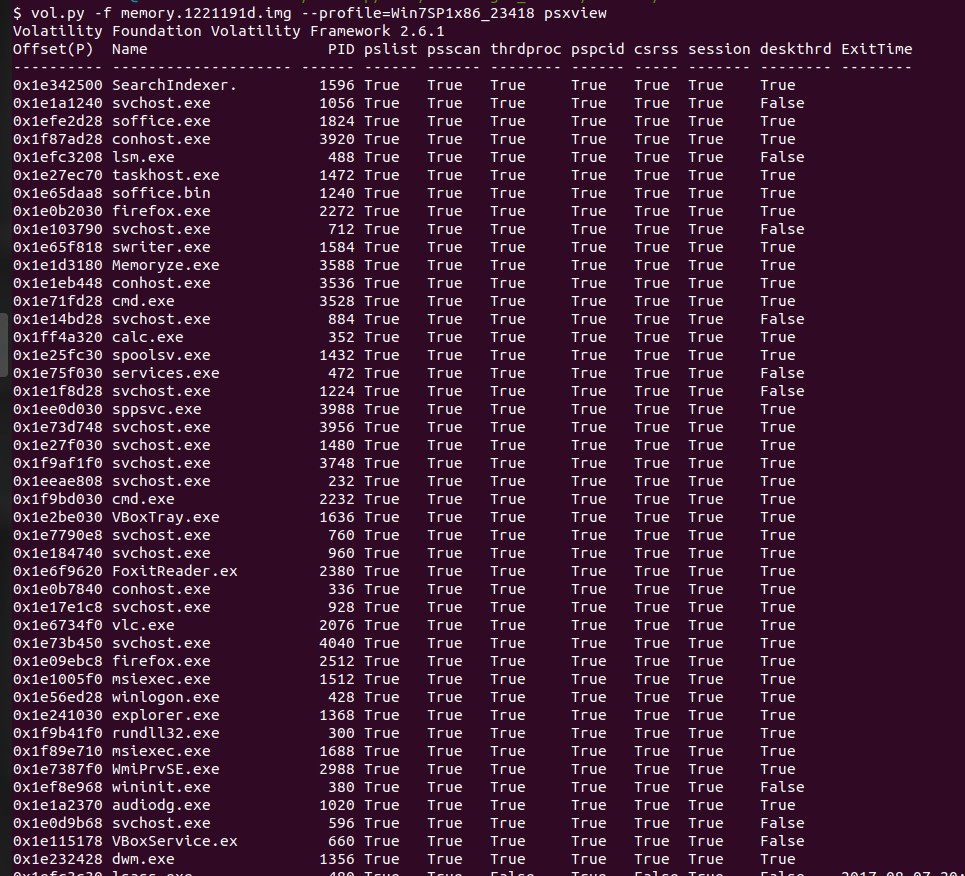 $ vol.py -f memory.1221191d.img --profile=Win7SP1x86_23418 psxview
Volatility Foundation Volatility Framework 2.6.1
Offset(P)  Name                    PID pslist psscan thrdproc pspcid csrss session deskthrd ExitTime
---------- -------------------- ------ ------ ------ -------- ------ ----- ------- -------- --------
0x1e342500 SearchIndexer.         1596 True   True   True     True   True  True    True
0x1e1a1240 svchost.exe            1056 True   True   True     True   True  True    False
0x1efe2d28 soffice.exe            1824 True   True   True     True   True  True    True
0x1f87ad28 conhost.exe            3920 True   True   True     True   True  True    True
0x1efc3208 lsm.exe                 488 True   True   True     True   True  True    False
0x1e27ec70 taskhost.exe           1472 True   True   True     True   True  True    True
0x1e65daa8 soffice.bin            1240 True   True   True     True   True  True    True
0x1e0b2030 firefox.exe            2272 True   True   True     True   True  True    True
0x1e103790 svchost.exe             712 True   True   True     True   True  True    False
0x1e65f818 swriter.exe            1584 True   True   True     True   True  True    True
0x1e1d3180 Memoryze.exe           3588 True   True   True     True   True  True    True
0x1e1eb448 conhost.exe            3536 True   True   True     True   True  True    True
0x1e71fd28 cmd.exe                3528 True   True   True     True   True  True    True
0x1e14bd28 svchost.exe             884 True   True   True     True   True  True    False
0x1ff4a320 calc.exe                352 True   True   True     True   True  True    True
0x1e25fc30 spoolsv.exe            1432 True   True   True     True   True  True    True
0x1e75f030 services.exe            472 True   True   True     True   True  True    False
0x1e1f8d28 svchost.exe            1224 True   True   True     True   True  True    False
0x1ee0d030 sppsvc.exe             3988 True   True   True     True   True  True    True
0x1e73d748 svchost.exe            3956 True   True   True     True   True  True    True
0x1e27f030 svchost.exe            1480 True   True   True     True   True  True    True
0x1f9af1f0 svchost.exe            3748 True   True   True     True   True  True    True
0x1eeae808 svchost.exe             232 True   True   True     True   True  True    True
0x1f9bd030 cmd.exe                2232 True   True   True     True   True  True    True
0x1e2be030 VBoxTray.exe           1636 True   True   True     True   True  True    True
0x1e7790e8 svchost.exe             760 True   True   True     True   True  True    True
0x1e184740 svchost.exe             960 True   True   True     True   True  True    True
0x1e6f9620 FoxitReader.ex         2380 True   True   True     True   True  True    True
0x1e0b7840 conhost.exe             336 True   True   True     True   True  True    True
0x1e17e1c8 svchost.exe             928 True   True   True     True   True  True    True
0x1e6734f0 vlc.exe                2076 True   True   True     True   True  True    True
0x1e73b450 svchost.exe            4040 True   True   True     True   True  True    True
0x1e09ebc8 firefox.exe            2512 True   True   True     True   True  True    True
0x1e1005f0 msiexec.exe            1512 True   True   True     True   True  True    True
0x1e56ed28 winlogon.exe            428 True   True   True     True   True  True    True
0x1e241030 explorer.exe           1368 True   True   True     True   True  True    True
0x1f9b41f0 rundll32.exe            300 True   True   True     True   True  True    True
0x1f89e710 msiexec.exe            1688 True   True   True     True   True  True    True
0x1e7387f0 WmiPrvSE.exe           2988 True   True   True     True   True  True    True
0x1ef8e968 wininit.exe             380 True   True   True     True   True  True    False
0x1e1a2370 audiodg.exe            1020 True   True   True     True   True  True    True
0x1e0d9b68 svchost.exe             596 True   True   True     True   True  True    False
0x1e115178 VBoxService.ex          660 True   True   True     True   True  True    False
0x1e232428 dwm.exe                1356 True   True   True     True   True  True    True